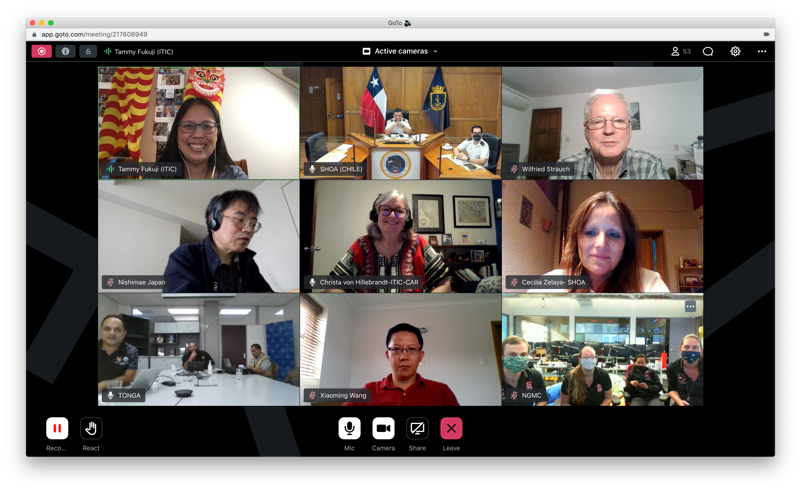 GoTo
app.goto.com/meeting/217608949
Tammy Fukuji (ITIC)
Active cameras
53
Tammy Fukuji (ITIC)
SHOA (CHILE)
Wilfried Strauch
Nishimae Japan
Christa von Hillebrandt-ITIC-CAR
Cecilia Zelaya- SHOA
TONGA
Xiaoming Wang
NGMC
Reco...
React
Mic
Camera
Share
Leave